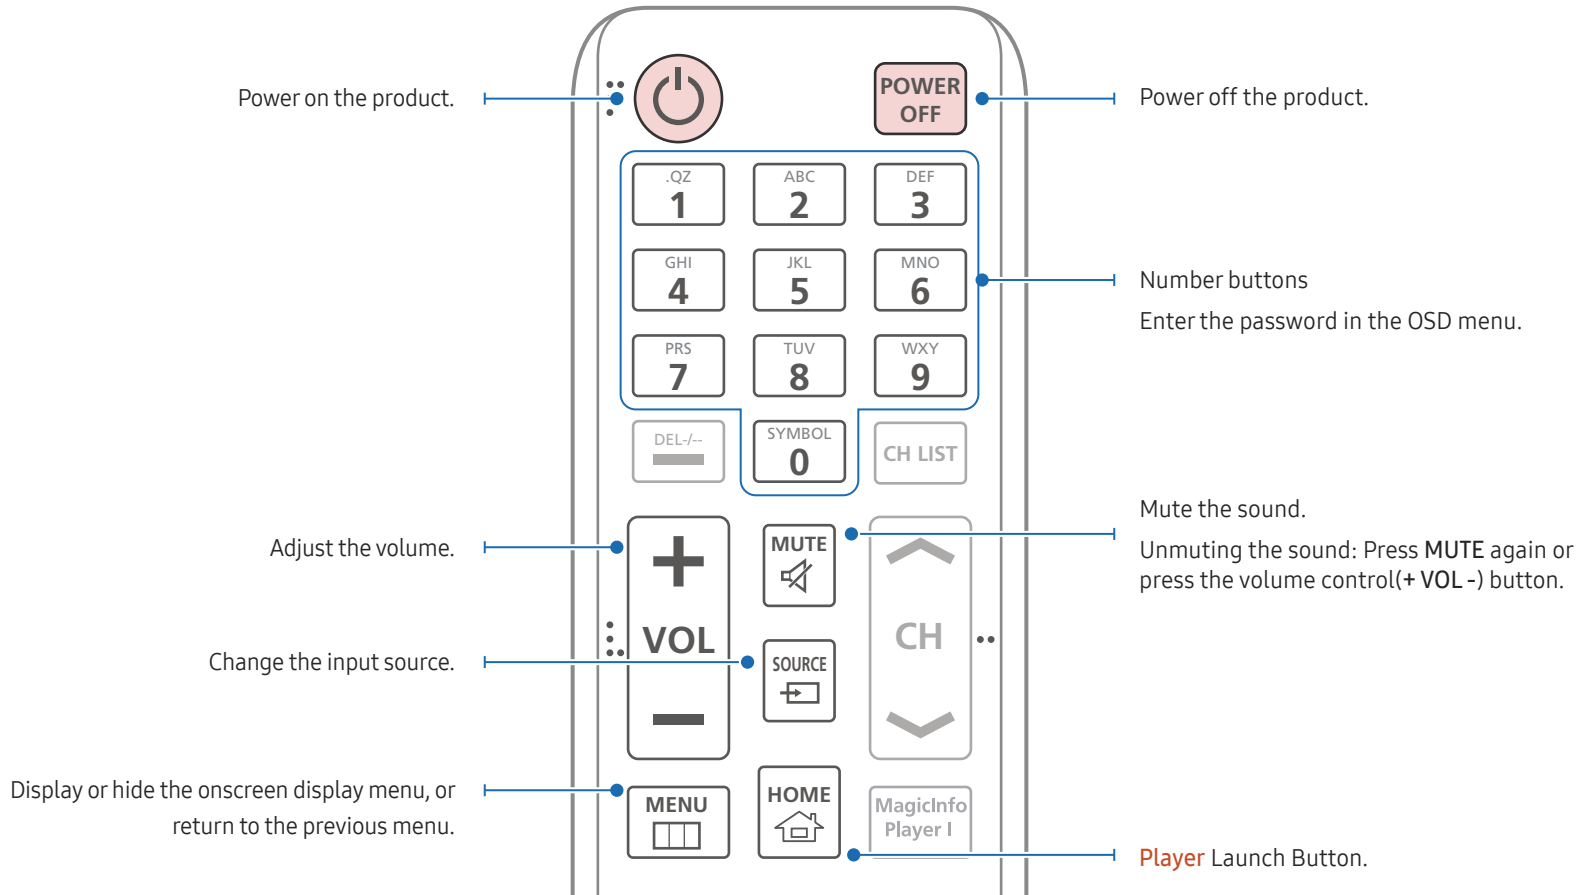 Power on the product.
POWER
OFF
Power off the product.
.QZ
1
ABC
2
DEF
3
GHI
4
JKL
5
MNO
6
Number buttons
Enter the password in the OSD menu.
PRS
7
TUV
8
WXY
9
DEL-/--
SYMBOL
0
CH LIST
Adjust the volume.
VOL
MUTE
CH
Mute the sound.
Unmuting the sound: Press MUTE again or
press the volume control(+ VOL -) button.
Change the input source.
SOURCE
Display or hide the onscreen display menu, or
return to the previous menu.
MENU
HOME
MagicInfo
Player I
Player Launch Button.